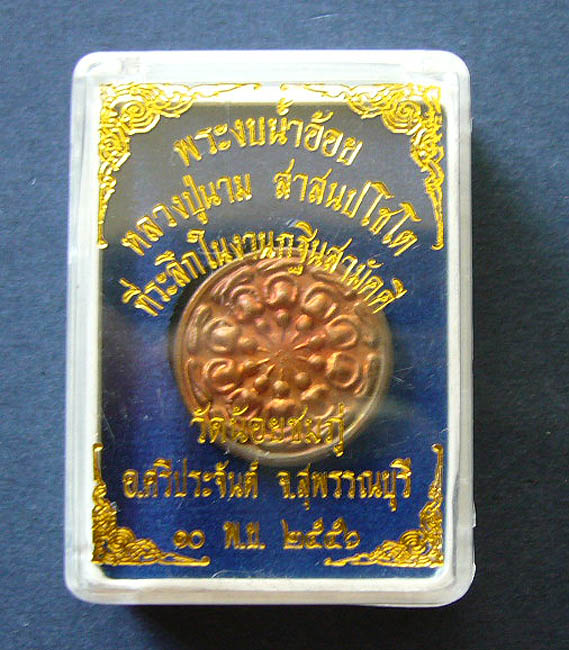 พระงบน้ำอ้อย
หลวงปู่นาม สาสนปโชโต
ที่ระลึกในงานกฐินสามัคคี
วัดน้อยชมภู่
อ.ศรีประจันต์ จ.สุพรรณบุรี
๑๐ พ.ย. ๒๕๕๑